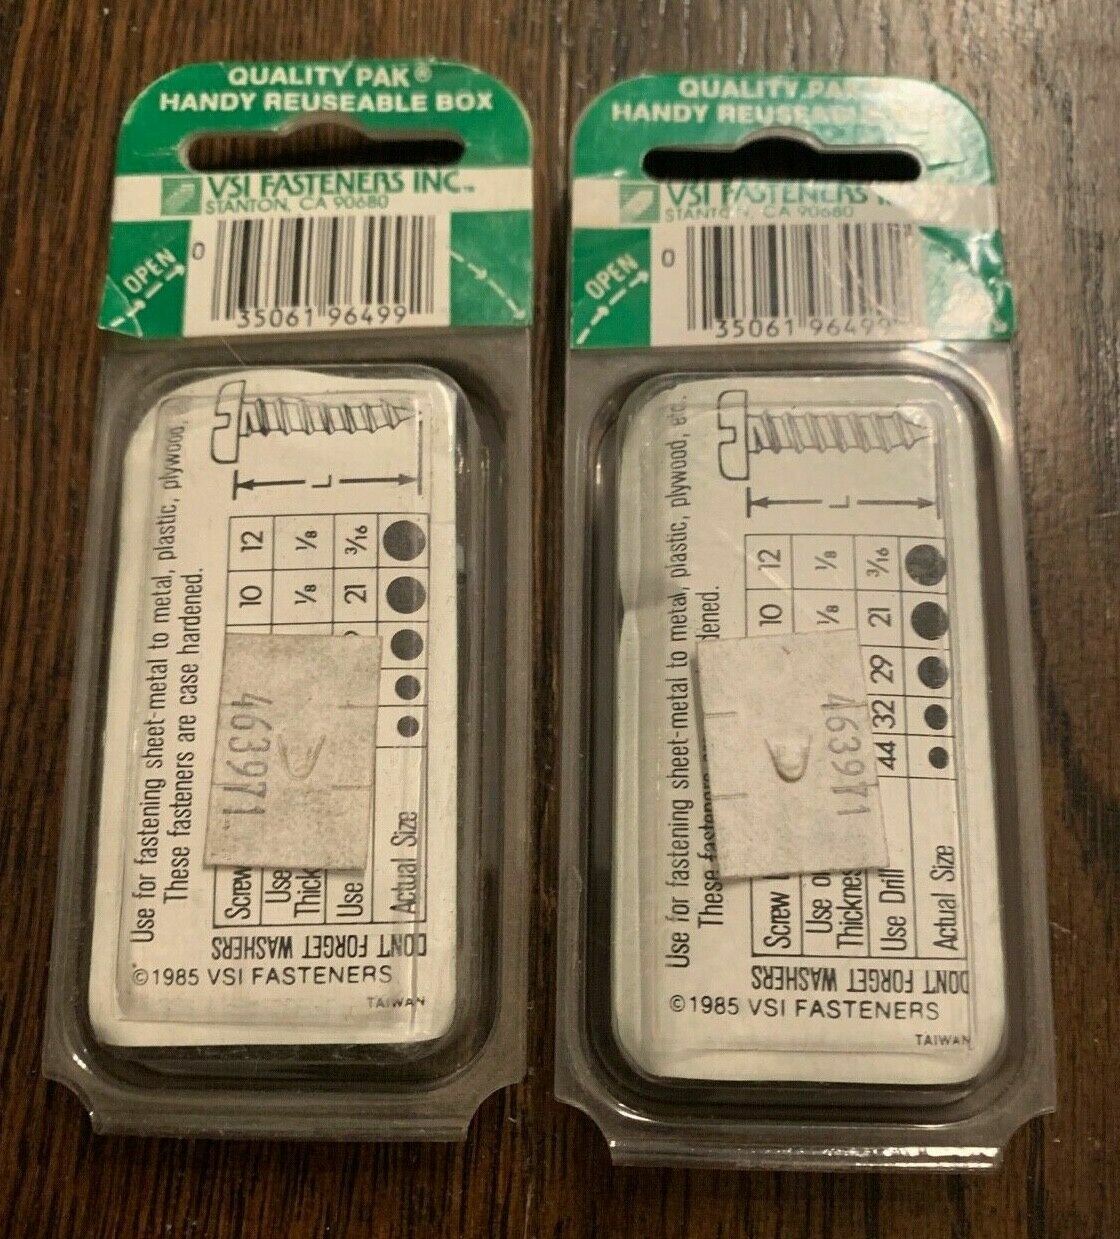 QUALITY PAK®
HANDY REUSEABLE BOX
VSI FASTENERS INC.™
STANTON, CA 90680
OPEN
0
35061 96499
Use for fastening sheet-metal to metal, plastic, plywood,
These fasteners are case hardened.
L
Screw 10 12
Use
Thick 1/8 1/8
Use 21 3/16
Actual Size
463971
DON'T FORGET WASHERS
©1985 VSI FASTENERS
TAIWAN
QUALITY PAK
HANDY REUSEABLE
VSI FASTENERS
STANTON, CA 90680
OPEN
0
35061 96499
Use for fastening sheet-metal to metal, plastic, plywood, etc.
These fasteners
L
Screw 10 12
Use
Thickness 1/8 1/8
Use Drill 44 32 29 21 3/16
Actual Size
463971
DON'T FORGET WASHERS
©1985 VSI FASTENERS
TAIWAN